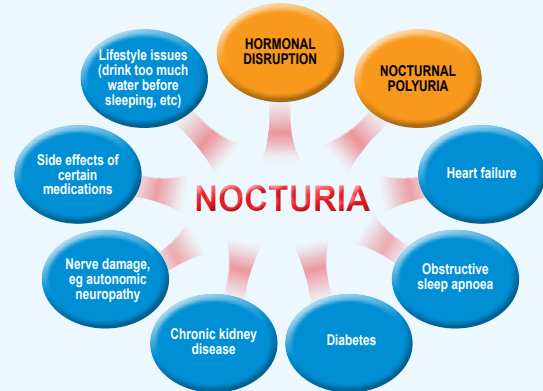 HORMONAL
DISRUPTION
NOCTURNAL
POLYURIA
Heart failure
Obstructive
sleep apnoea
Diabetes
Chronic kidney
disease
Nerve damage,
eg autonomic
neuropathy
Side effects of
certain
medications
Lifestyle issues
(drink too much
water before
sleeping, etc)
NOCTURIA